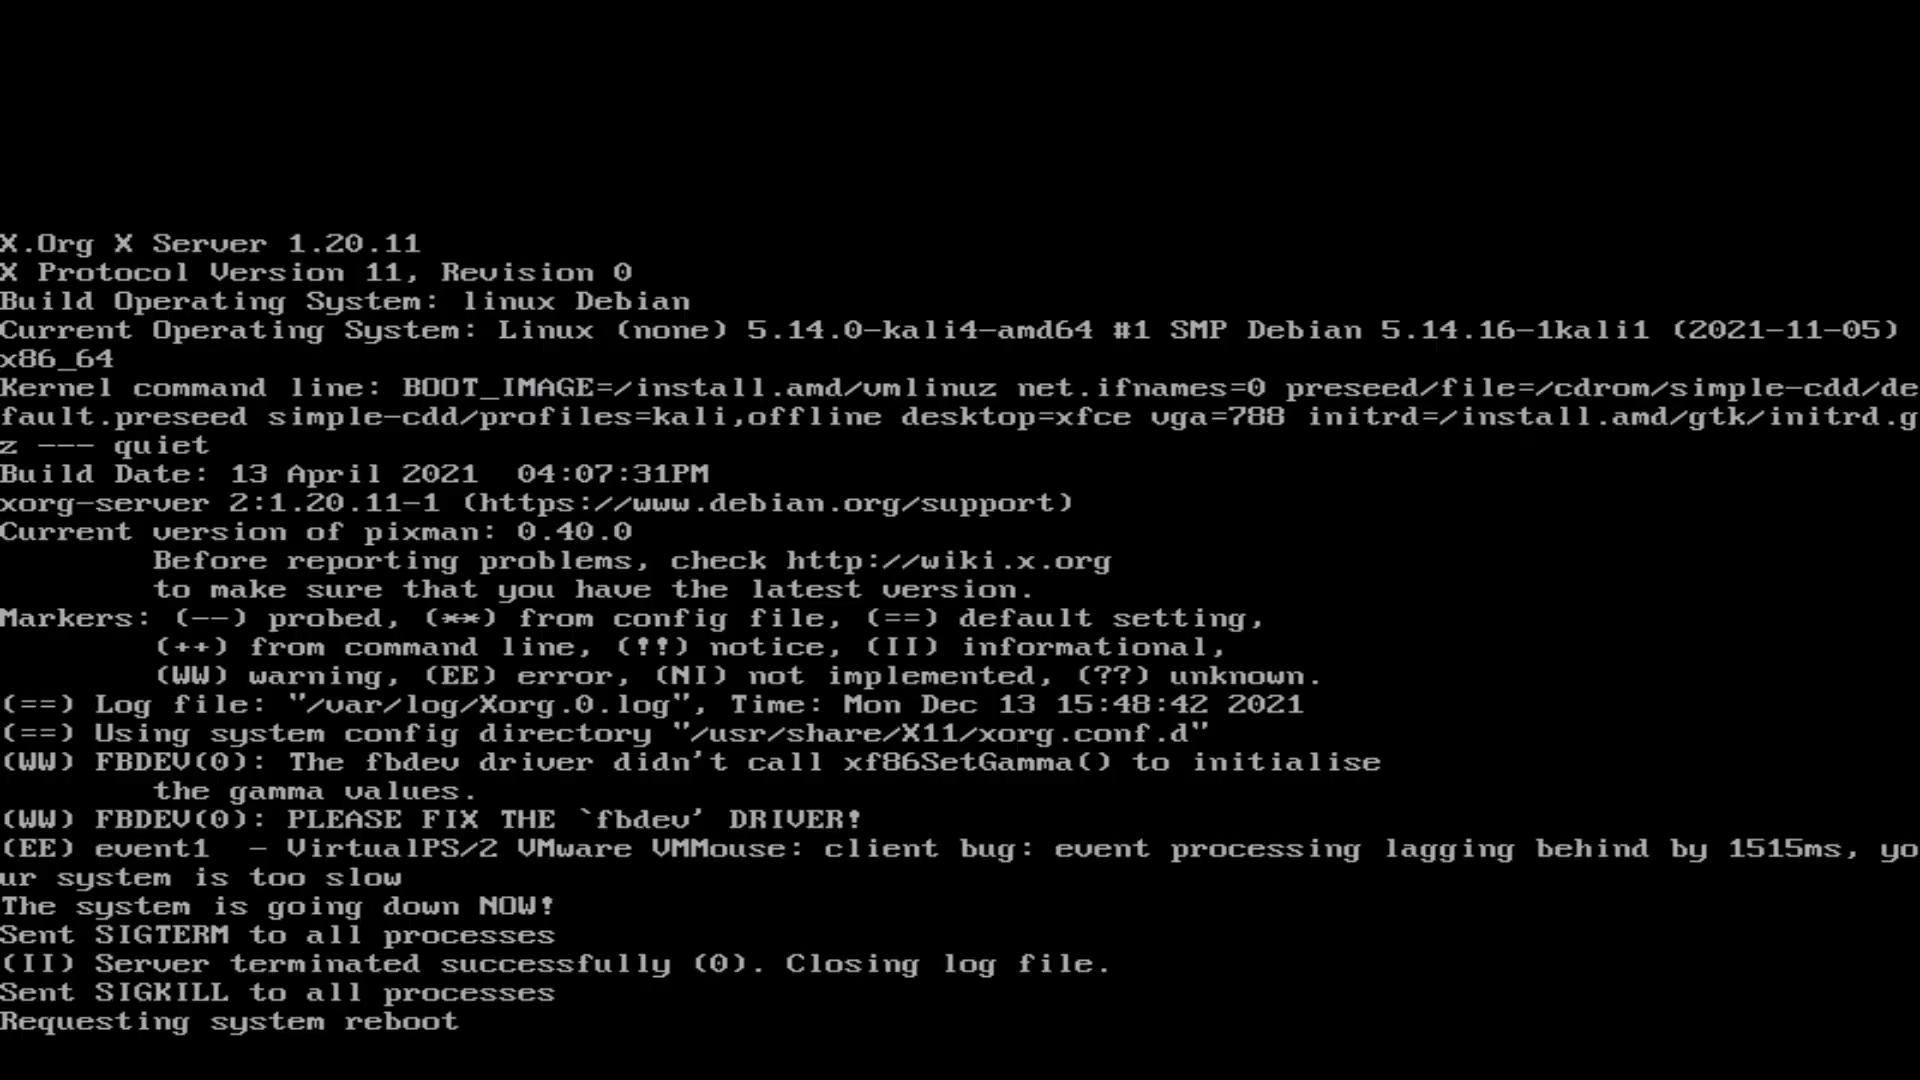 X.Org X Server 1.20.11
X Protocol Version 11, Revision 0
Build Operating System: linux Debian
Current Operating System: Linux (none) 5.14.0-kali4-amd64 #1 SMP Debian 5.14.16-1kali1 (2021-11-05)
x86_64
Kernel command line: BOOT_IMAGE=/install.amd/vmlinuz net.ifnames=0 preseed/file=/cdrom/simple-cdd/de
fault.preseed simple-cdd/profiles=kali,offline desktop=xfce vga=788 initrd=/install.amd/gtk/initrd.g
z --- quiet
Build Date: 13 April 2021  04:07:31PM
xorg-server 2:1.20.11-1 (https://www.debian.org/support)
Current version of pixman: 0.40.0
        Before reporting problems, check http://wiki.x.org
        to make sure that you have the latest version.
Markers: (--) probed, (**) from config file, (==) default setting,
        (++) from command line, (!!) notice, (II) informational,
        (WW) warning, (EE) error, (NI) not implemented, (??) unknown.
(==) Log file: "/var/log/Xorg.0.log", Time: Mon Dec 13 15:48:42 2021
(==) Using system config directory "/usr/share/X11/xorg.conf.d"
(WW) FBDEV(0): The fbdev driver didn't call xf86SetGamma() to initialise
        the gamma values.
(WW) FBDEV(0): PLEASE FIX THE `fbdev' DRIVER!
(EE) event1  - VirtualPS/2 VMware VMMouse: client bug: event processing lagging behind by 1515ms, yo
ur system is too slow
The system is going down NOW!
Sent SIGTERM to all processes
(II) Server terminated successfully (0). Closing log file.
Sent SIGKILL to all processes
Requesting system reboot